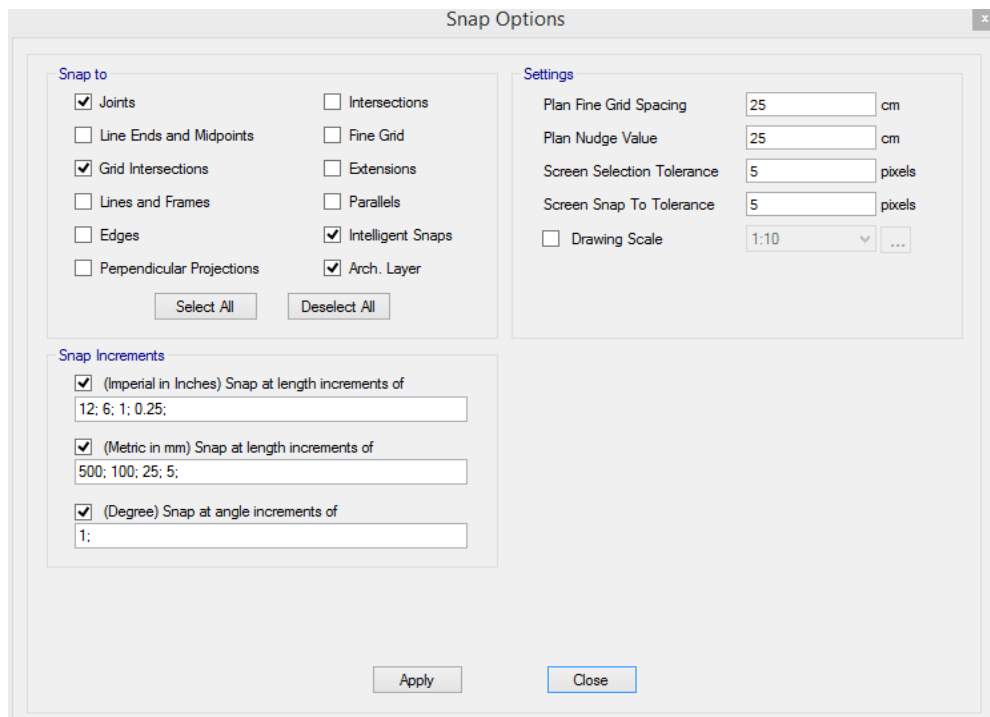 Snap Options
x
Snap to
Joints
Intersections
Line Ends and Midpoints
Fine Grid
Grid Intersections
Extensions
Lines and Frames
Parallels
Edges
Intelligent Snaps
Perpendicular Projections
Arch. Layer
Select All
Deselect All
Settings
Plan Fine Grid Spacing 25 cm
Plan Nudge Value 25 cm
Screen Selection Tolerance 5 pixels
Screen Snap To Tolerance 5 pixels
Drawing Scale 1:10 ...
Snap Increments
(Imperial in Inches) Snap at length increments of
12; 6; 1; 0.25;
(Metric in mm) Snap at length increments of
500; 100; 25; 5;
(Degree) Snap at angle increments of
1;
Apply
Close